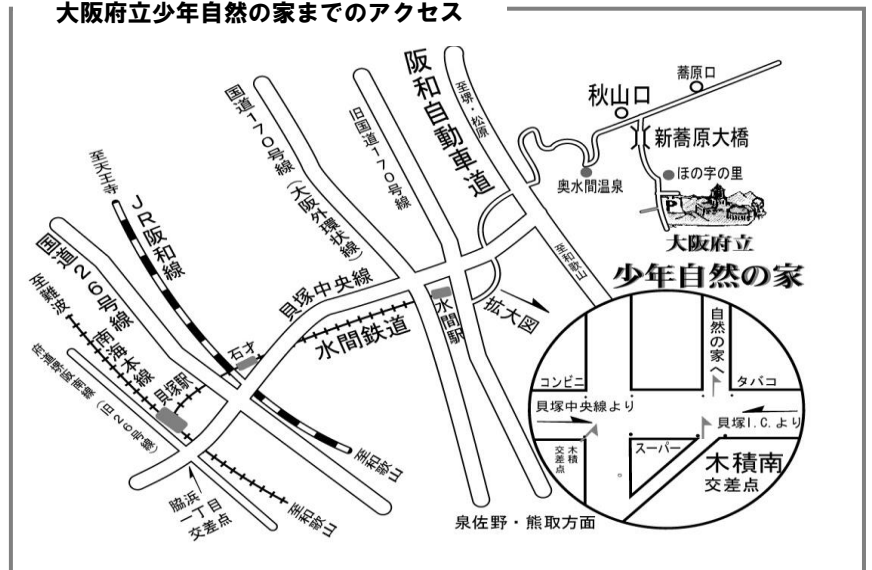 大阪府立少年自然の家までのアクセス
国道170号線(大阪外環状線)
旧国道170号線
阪和自動車道
至堺・松原
蕎原口
秋山口
新蕎原大橋
奥水間温泉
ほの字の里
P
大阪府立
少年自然の家
至天王寺
JR阪和線
国道26号線
至難波
南海本線
府道堺阪南線(旧26号線)
貝塚駅
石才
貝塚中央線
水間鉄道
水間駅
拡大図
至和歌山
自然の家へ
コンビニ
タバコ
貝塚中央線より
貝塚I.C.より
木積交差点
スーパー
木積南
交差点
脇浜
一丁目
交差点
至和歌山
至和歌山
泉佐野・熊取方面